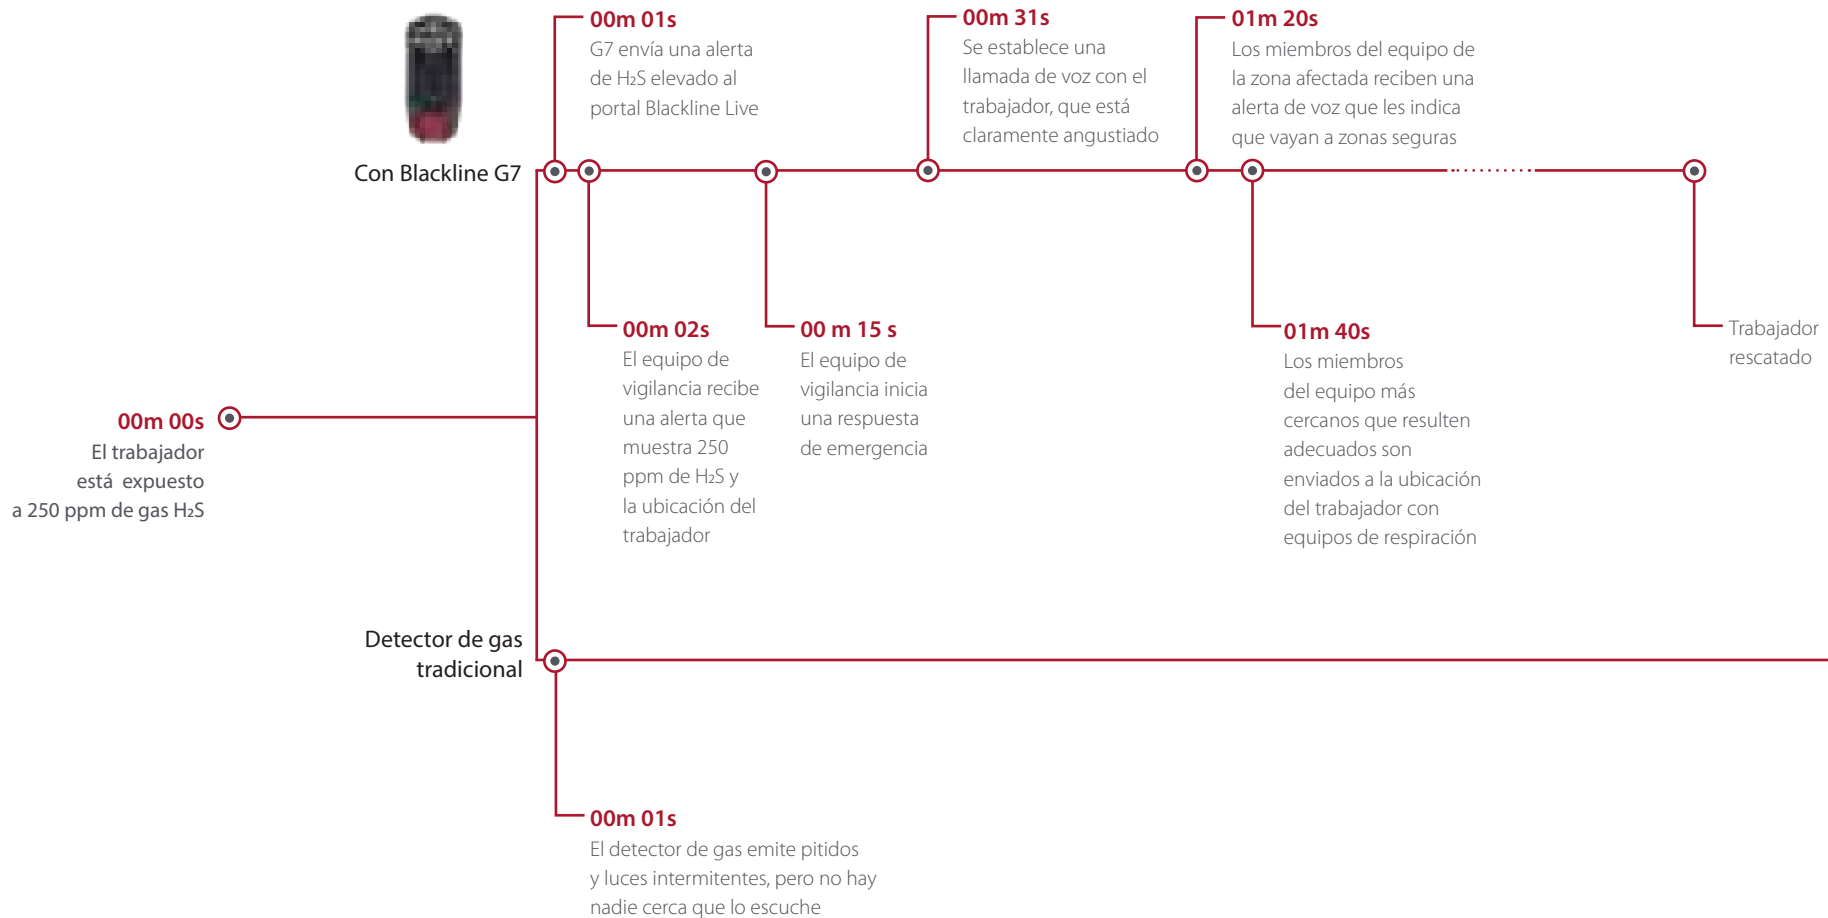 00m 01s
G7 envía una alerta
de H₂S elevado al
portal Blackline Live
00m 31s
Se establece una
llamada de voz con el
trabajador, que está
claramente angustiado
01m 20s
Los miembros del equipo de
la zona afectada reciben una
alerta de voz que les indica
que vayan a zonas seguras
Con Blackline G7
00m 02s
El equipo de
vigilancia recibe
una alerta que
muestra 250
ppm de H₂S y
la ubicación del
trabajador
00 m 15 s
El equipo de
vigilancia inicia
una respuesta
de emergencia
01m 40s
Los miembros
del equipo más
cercanos que resulten
adecuados son
enviados a la ubicación
del trabajador con
equipos de respiración
Trabajador
rescatado
00m 00s
El trabajador
está expuesto
a 250 ppm de gas H₂S
Detector de gas
tradicional
00m 01s
El detector de gas emite pitidos
y luces intermitentes, pero no hay
nadie cerca que lo escuche